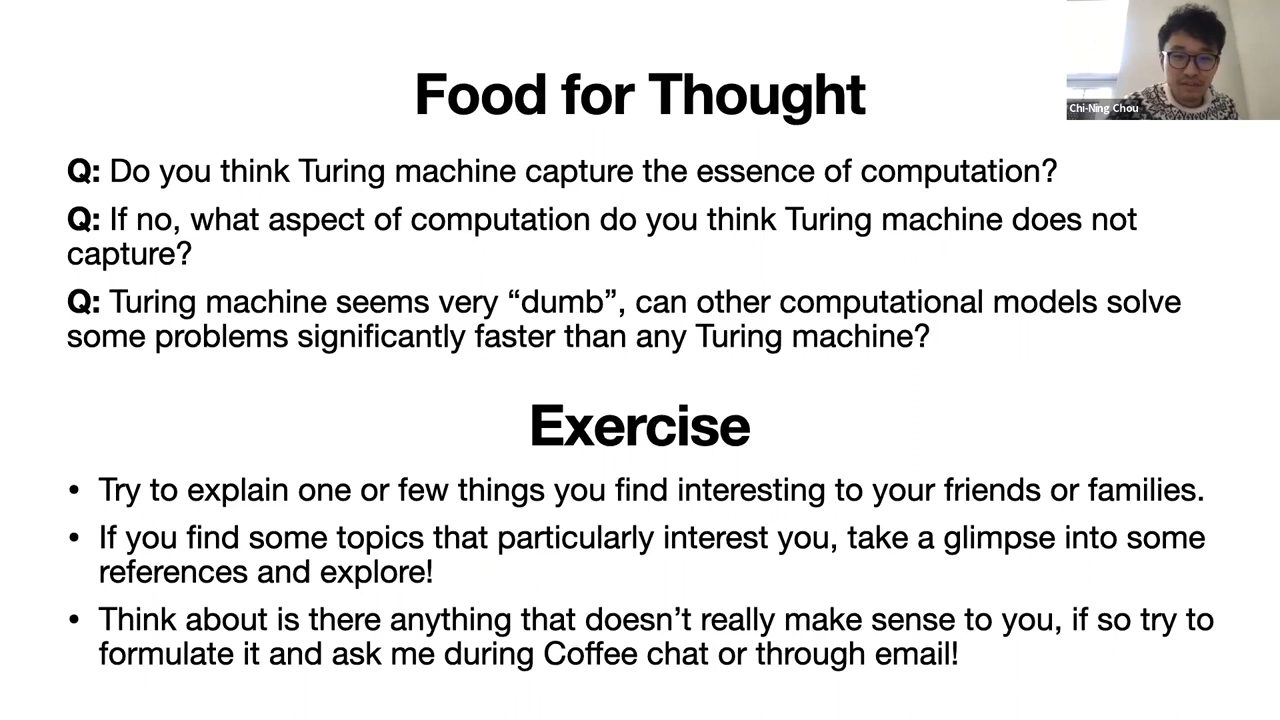 Chi-Ning Chou
Food for Thought
Q: Do you think Turing machine capture the essence of computation?
Q: If no, what aspect of computation do you think Turing machine does not
capture?
Q: Turing machine seems very “dumb”, can other computational models solve
some problems significantly faster than any Turing machine?
Exercise
• Try to explain one or few things you find interesting to your friends or families.
• If you find some topics that particularly interest you, take a glimpse into some
references and explore!
• Think about is there anything that doesn’t really make sense to you, if so try to
formulate it and ask me during Coffee chat or through email!